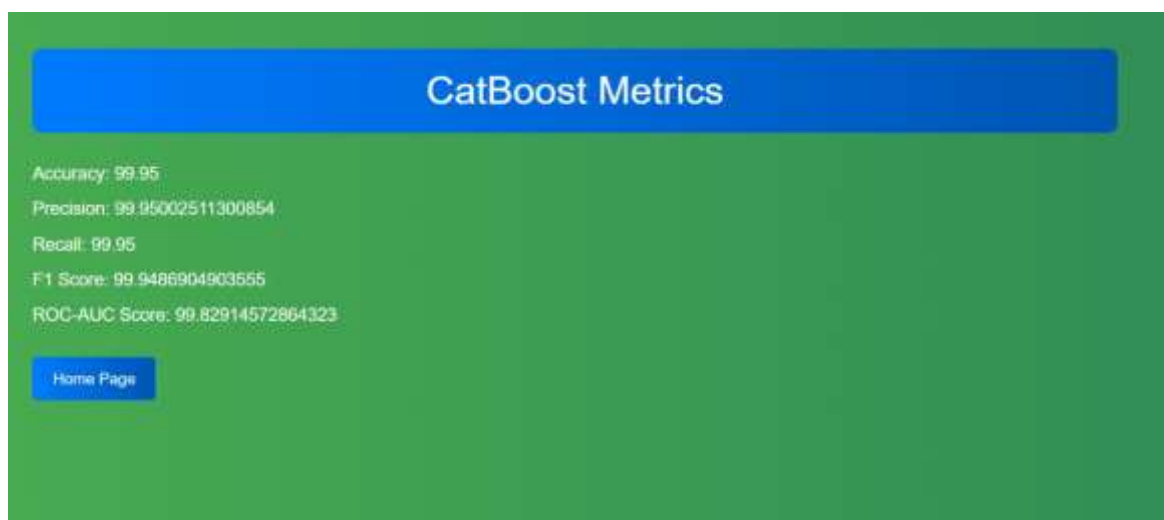 CatBoost Metrics
Accuracy: 99.95
Precision: 99.95002511300854
Recall: 99.95
F1 Score: 99.9486904903555
ROC-AUC Score: 99.82914572864323
Home Page